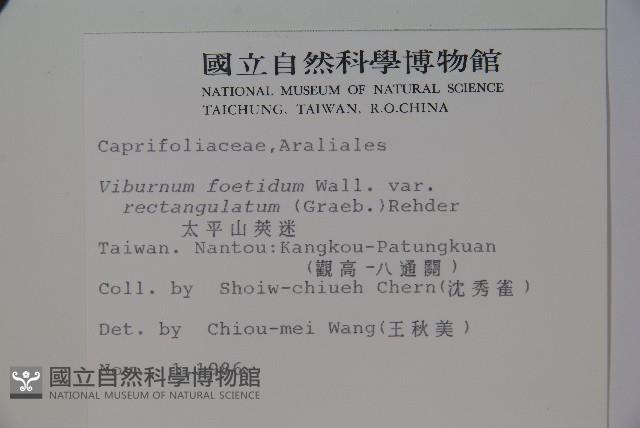 國立自然科學博物館
NATIONAL MUSEUM OF NATURAL SCIENCE
TAICHUNG, TAIWAN, R.O.CHINA
Caprifoliaceae,Araliales
Viburnum foetidum Wall. var.
rectangulatum (Graeb.)Rehder
太平山莢迷
Taiwan. Nantou:Kangkou-Patungkuan
(觀高-八通關)
Coll. by Shoiw-chiueh Chern(沈秀雀)
Det. by Chiou-mei Wang(王秋美)
Nov. 1,1986
國立自然科學博物館
NATIONAL MUSEUM OF NATURAL SCIENCE